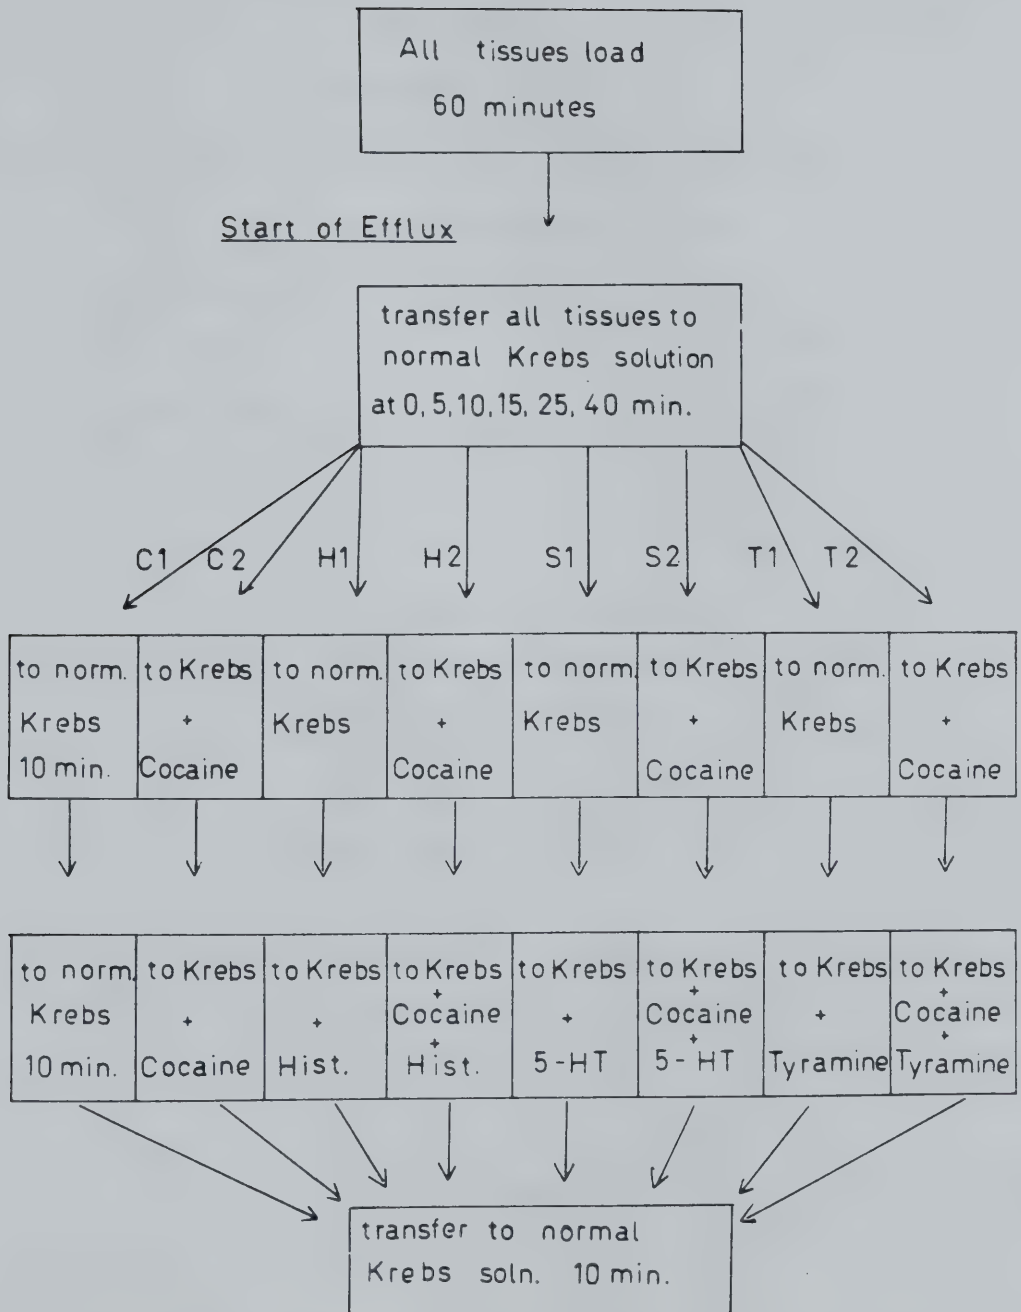 All tissues load
60 minutes
Start of Efflux
transfer all tissues to
normal Krebs solution
at 0, 5, 10, 15, 25, 40 min.
C1 C2 H1 H2 S1 S2 T1 T2
to norm.
Krebs
10 min.
to Krebs
+
Cocaine
to norm.
Krebs
to Krebs
+
Cocaine
to norm.
Krebs
to Krebs
+
Cocaine
to norm.
Krebs
to Krebs
+
Cocaine
to norm.
Krebs
10 min.
to Krebs
+
Cocaine
to Krebs
+
Hist.
to Krebs
+
Cocaine
+
Hist.
to Krebs
+
5-HT
to Krebs
+
Cocaine
+
5-HT
to Krebs
+
Tyramine
to Krebs
+
Cocaine
+
Tyramine
transfer to normal
Krebs soln. 10 min.